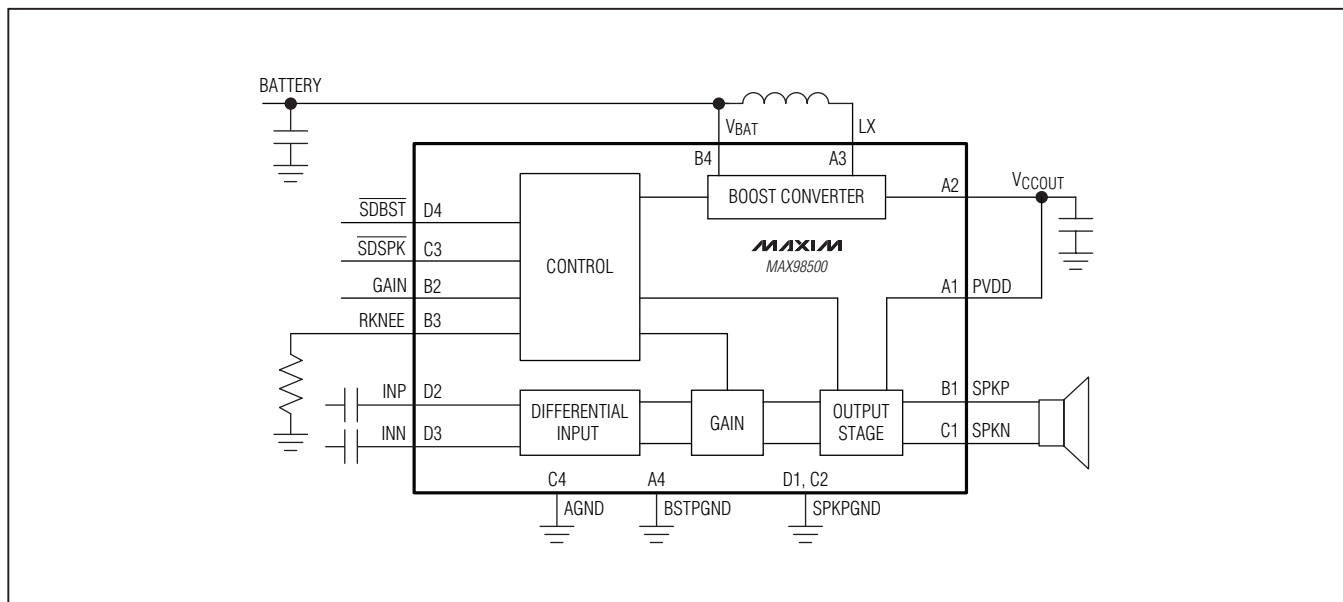 BATTERY
VBAT
LX
B4
A3
BOOST CONVERTER
A2
VCCOUT
SDBST
D4
SDSPK
C3
GAIN
B2
RKNEE
B3
CONTROL
MAXIM
MAX98500
A1
PVDD
INP
D2
INN
D3
DIFFERENTIAL
INPUT
GAIN
OUTPUT
STAGE
B1
SPKP
C1
SPKN
C4
AGND
A4
BSTPGND
D1, C2
SPKPGND